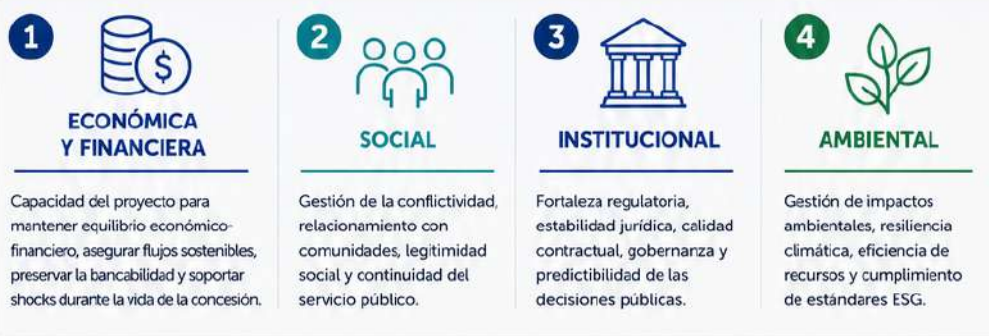 1
$
ECONÓMICA
Y FINANCIERA
Capacidad del proyecto para
mantener equilibrio económico-
financiero, asegurar flujos sostenibles,
preservar la bancabilidad y soportar
shocks durante la vida de la concesión.
2
SOCIAL
Gestión de la conflictividad,
relacionamiento con
comunidades, legitimidad
social y continuidad del
servicio público.
3
INSTITUCIONAL
Fortaleza regulatoria,
estabilidad jurídica, calidad
contractual, gobernanza y
predictibilidad de las
decisiones públicas.
4
AMBIENTAL
Gestión de impactos
ambientales, resiliencia
climática, eficiencia de
recursos y cumplimiento
de estándares ESG.